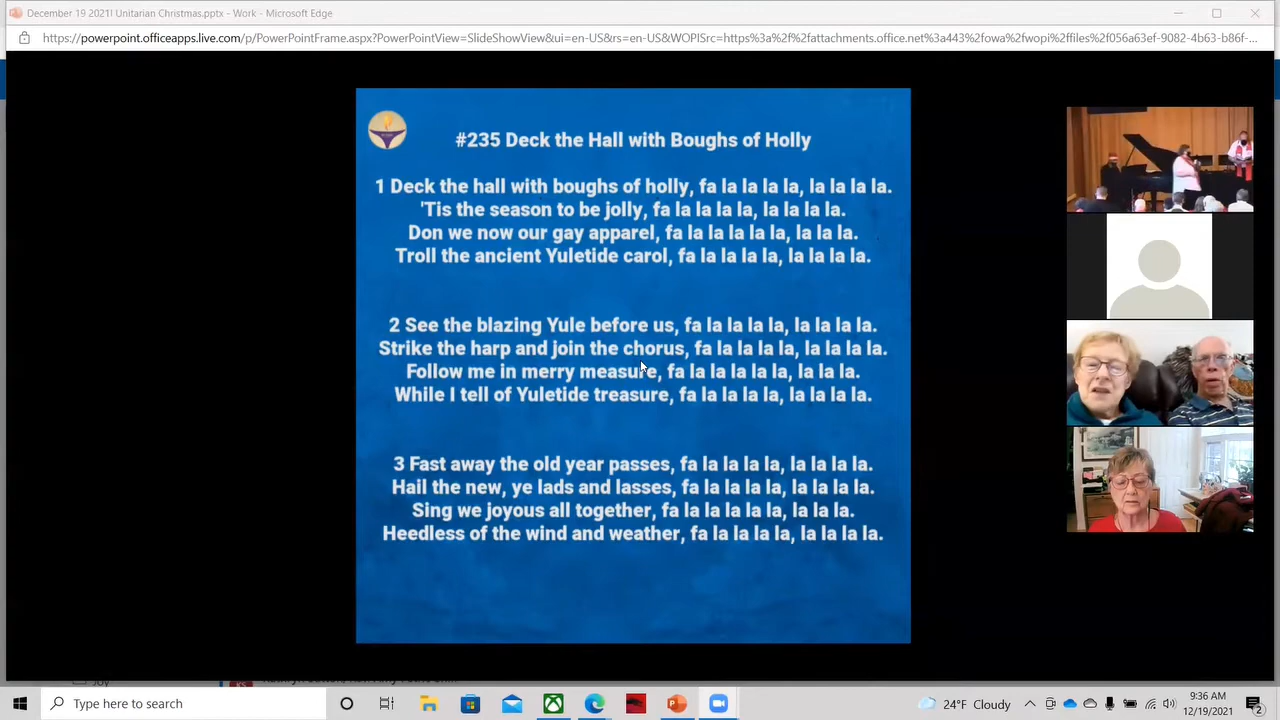 December 19 2021I Unitarian Christmas.pptx - Work - Microsoft Edge
https://powerpoint.officeapps.live.com/p/PowerPointFrame.aspx?PowerPointView=SlideShowView&ui=en-US&rs=en-US&WOPISrc=https%3a%2f%2fattachments.office.net%3a443%2fowa%2fwopi%2ffiles%2f056a63ef-9082-4b63-b86f-...
#235 Deck the Hall with Boughs of Holly
1 Deck the hall with boughs of holly, fa la la la la, la la la la.
'Tis the season to be jolly, fa la la la la, la la la la.
Don we now our gay apparel, fa la la la la la, la la la.
Troll the ancient Yuletide carol, fa la la la la, la la la la.
2 See the blazing Yule before us, fa la la la la, la la la la.
Strike the harp and join the chorus, fa la la la la, la la la la.
Follow me in merry measure, fa la la la la la, la la la.
While I tell of Yuletide treasure, fa la la la la, la la la la.
3 Fast away the old year passes, fa la la la la, la la la la.
Hail the new, ye lads and lasses, fa la la la la, la la la la.
Sing we joyous all together, fa la la la la la, la la la.
Heedless of the wind and weather, fa la la la la, la la la la.
Type here to search
24°F Cloudy
9:36 AM
12/19/2021
2